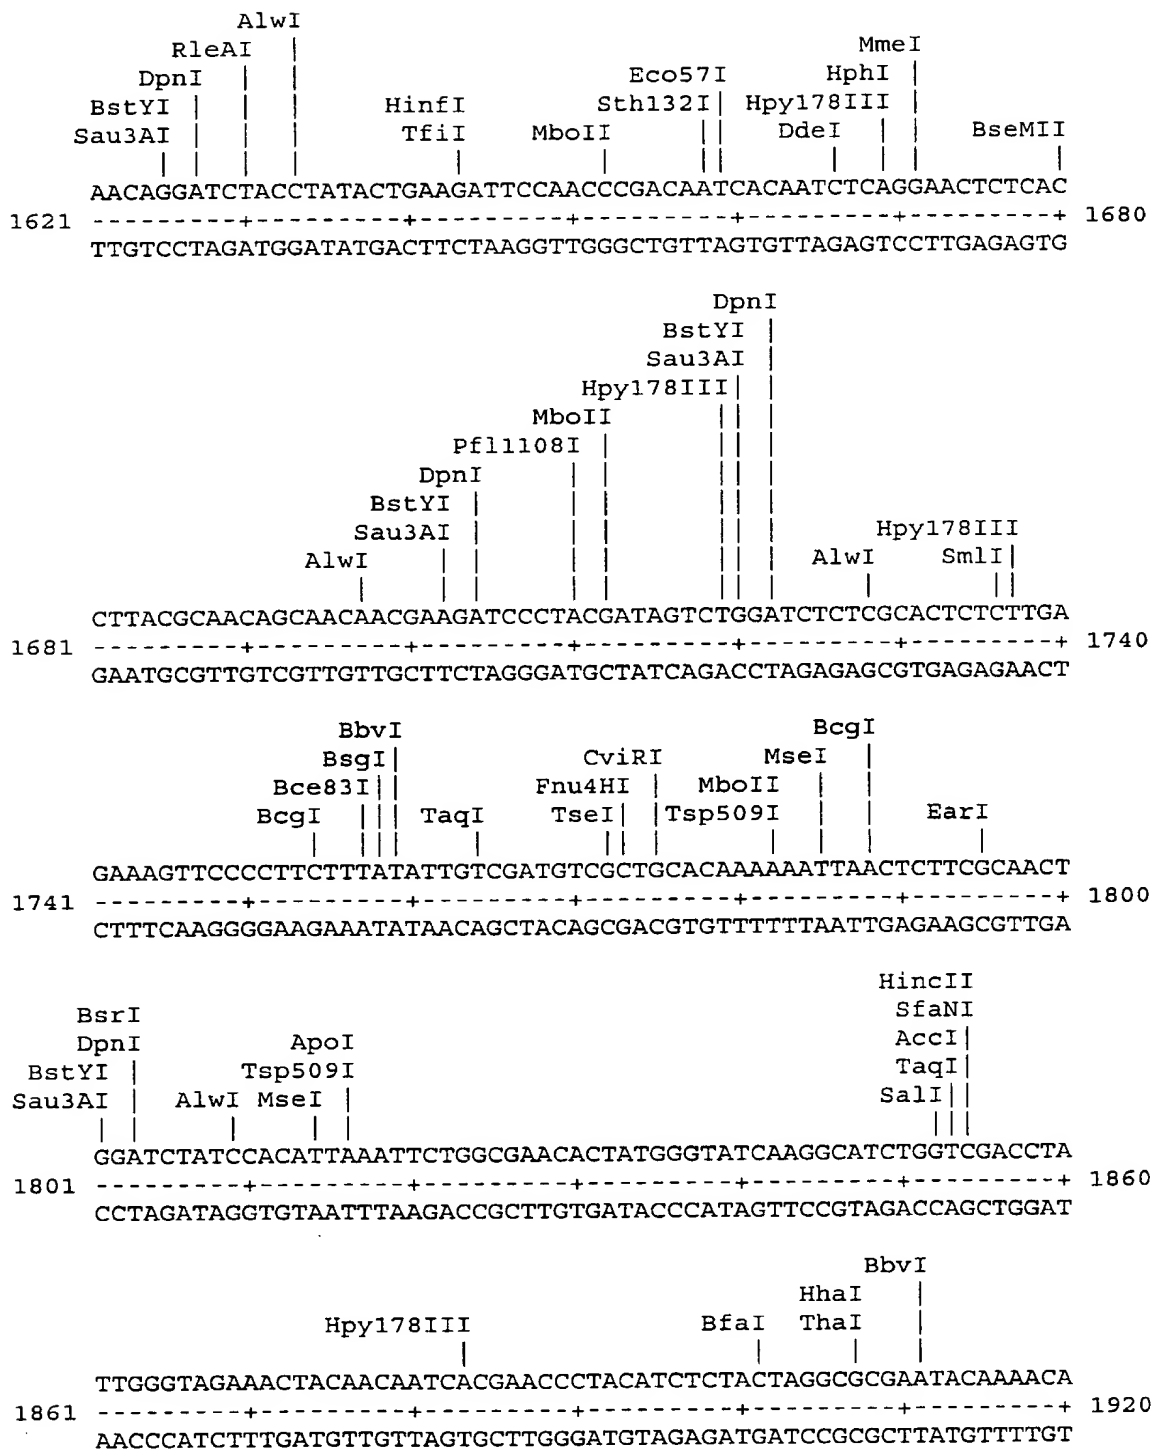 AlwI
RleAI MmeI
DpnI Eco57I HphI
BstYI HinfI Sth132I Hpy178III
Sau3AI TfiI MboII DdeI BseMII
AACAGGATCTACCTATACTGAAGATTCCAACCCGACAATCACAATCTCAGGAACTCTCAC
1621 ---------+---------+---------+---------+---------+---------+ 1680
TTGTCCTAGATGGATATGACTTCTAAGGTTGGGCTGTTAGTGTTAGAGTCCTTGAGAGTG
DpnI
BstYI
Sau3AI
Hpy178III
MboII
Pfl1108I
DpnI
BstYI
Sau3AI Hpy178III
AlwI AlwI SmlI
CTTACGCAACAGCAACAACGAAGATCCCTACGATAGTCTGGATCTCTCGCACTCTCTTGA
1681 ---------+---------+---------+---------+---------+---------+ 1740
GAATGCGTTGTCGTTGTTGCTTCTAGGGATGCTATCAGACCTAGAGAGCGTGAGAGAACT
BbvI BcgI
BsgI CviRI MseI
Bce83I Fnu4HI MboII
BcgI TaqI TseI Tsp509I EarI
GAAAGTTCCCCTTCTTTATATTGTCGATGTCGCTGCACAAAAAATTAACTCTTCGCAACT
1741 ---------+---------+---------+---------+---------+---------+ 1800
CTTTCAAGGGGAAGAAATATAACAGCTACAGCGACGTGTTTTTTAATTGAGAAGCGTTGA
HincII
BsrI SfaNI
DpnI ApoI AccI
BstYI Tsp509I TaqI
Sau3AI AlwI MseI SalI
GGATCTATCCACATTAAATTCTGGCGAACACTATGGGTATCAAGGCATCTGGTCGACCTA
1801 ---------+---------+---------+---------+---------+---------+ 1860
CCTAGATAGGTGTAATTTAAGACCGCTTGTGATACCCATAGTTCCGTAGACCAGCTGGAT
BbvI
HhaI
Hpy178III BfaI ThaI
TTGGGTAGAAACTACAACAATCACGAACCCTACATCTCTACTAGGCGCGAATACAAAACA
1861 ---------+---------+---------+---------+---------+---------+ 1920
AACCCATCTTTGATGTTGTTAGTGCTTGGGATGTAGAGATGATCCGCGCTTATGTTTTGT